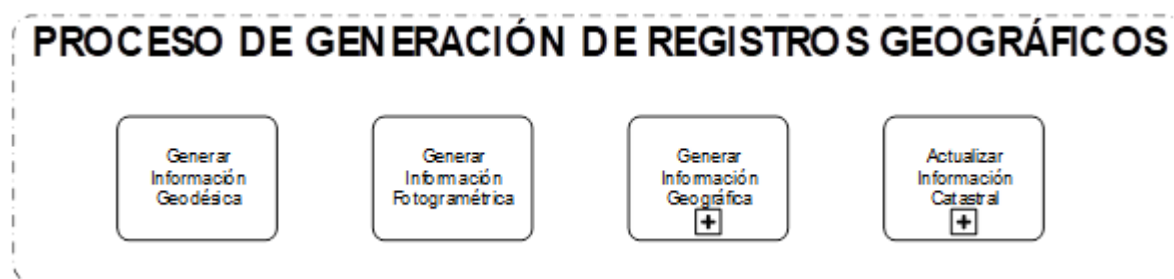 PROCESO DE GENERACIÓN DE REGISTROS GEOGRÁFICOS
Generar
Información
Geodésica
Generar
Información
Fotogramétrica
Generar
Información
Geográfica
Actualizar
Información
Catastral